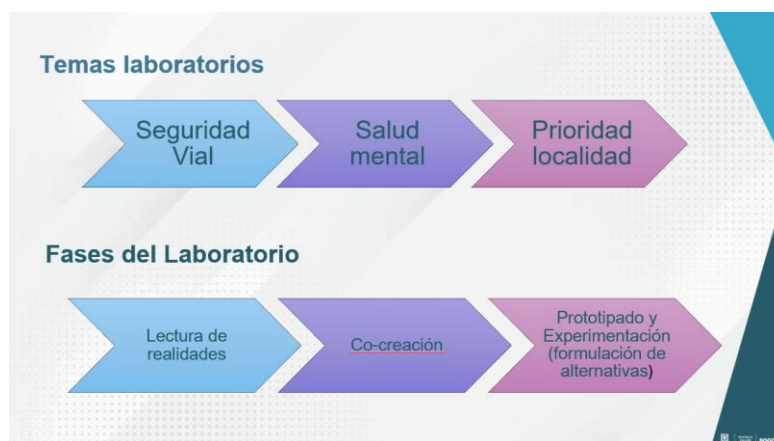 Temas laboratorios
Seguridad
Vial
Salud
mental
Prioridad
localidad
Fases del Laboratorio
Lectura de
realidades
Co-creación
Prototipado y
Experimentación
(formulación de
alternativas)